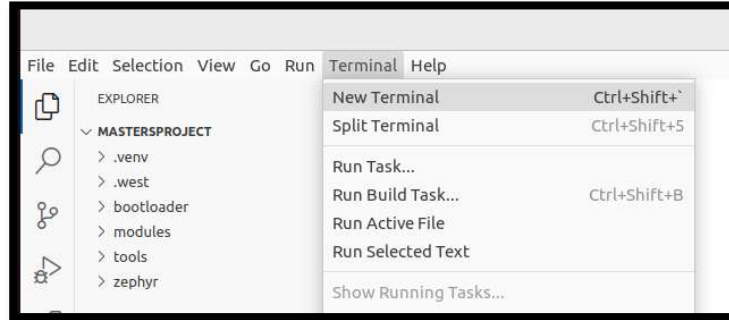 File Edit Selection View Go Run Terminal Help
EXPLORER
MASTERSPROJECT
.venv
.west
bootloader
modules
tools
zephyr
New Terminal Ctrl+Shift+`
Split Terminal Ctrl+Shift+5
Run Task...
Run Build Task... Ctrl+Shift+B
Run Active File
Run Selected Text
Show Running Tasks...